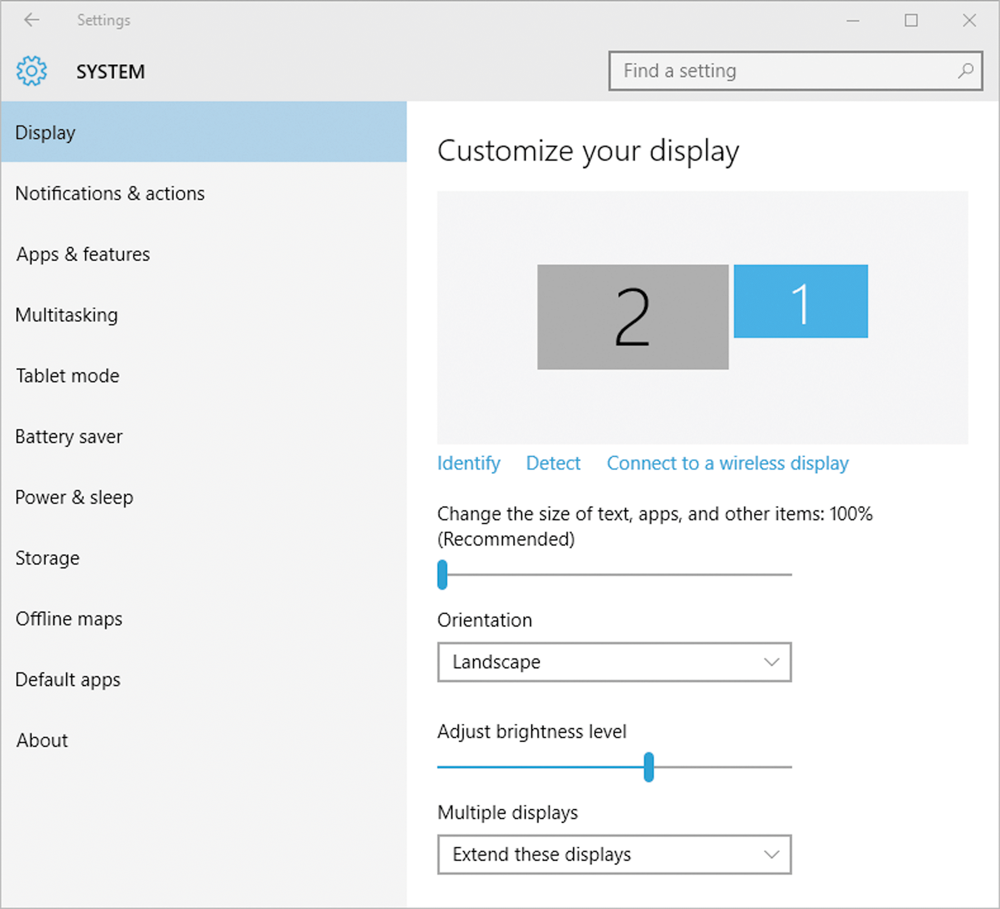 Settings
SYSTEM
Find a setting
Display
Notifications & actions
Apps & features
Multitasking
Tablet mode
Battery saver
Power & sleep
Storage
Offline maps
Default apps
About
Customize your display
2
1
Identify Detect Connect to a wireless display
Change the size of text, apps, and other items: 100%
(Recommended)
Orientation
Landscape
Adjust brightness level
Multiple displays
Extend these displays